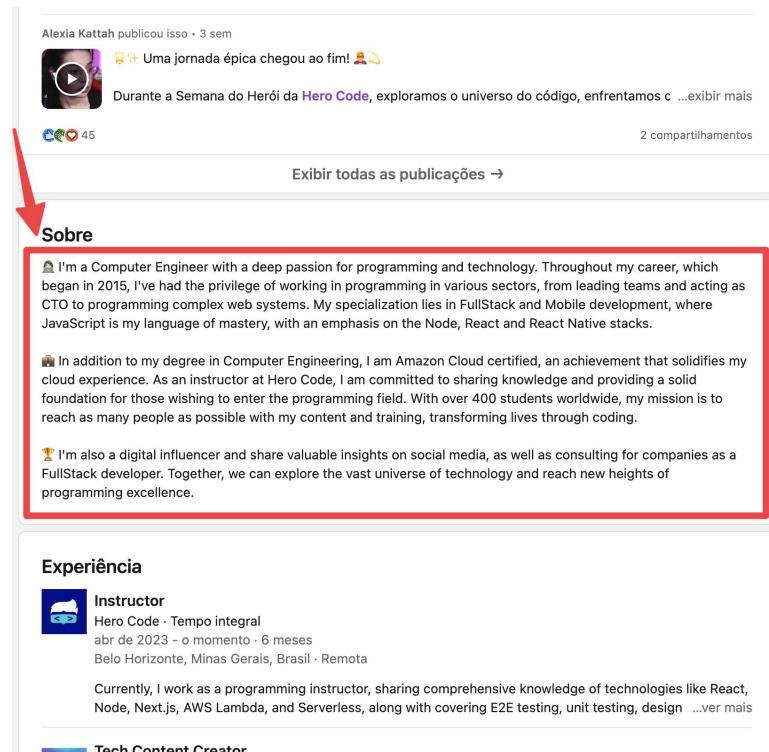 Alexia Kattah publicou isso • 3 sem
🌟✨ Uma jornada épica chegou ao fim! 🦸💫
Durante a Semana do Herói da Hero Code, exploramos o universo do código, enfrentamos c ...exibir mais
45
2 compartilhamentos
Exibir todas as publicações →
Sobre
👩🏻‍💻 I'm a Computer Engineer with a deep passion for programming and technology. Throughout my career, which
began in 2015, I've had the privilege of working in programming in various sectors, from leading teams and acting as
CTO to programming complex web systems. My specialization lies in FullStack and Mobile development, where
JavaScript is my language of mastery, with an emphasis on the Node, React and React Native stacks.
💼 In addition to my degree in Computer Engineering, I am Amazon Cloud certified, an achievement that solidifies my
cloud experience. As an instructor at Hero Code, I am committed to sharing knowledge and providing a solid
foundation for those wishing to enter the programming field. With over 400 students worldwide, my mission is to
reach as many people as possible with my content and training, transforming lives through coding.
🏆 I'm also a digital influencer and share valuable insights on social media, as well as consulting for companies as a
FullStack developer. Together, we can explore the vast universe of technology and reach new heights of
programming excellence.
Experiência
Instructor
Hero Code · Tempo integral
abr de 2023 - o momento · 6 meses
Belo Horizonte, Minas Gerais, Brasil · Remota
Currently, I work as a programming instructor, sharing comprehensive knowledge of technologies like React,
Node, Next.js, AWS Lambda, and Serverless, along with covering E2E testing, unit testing, design ...ver mais
Tech Content Creator